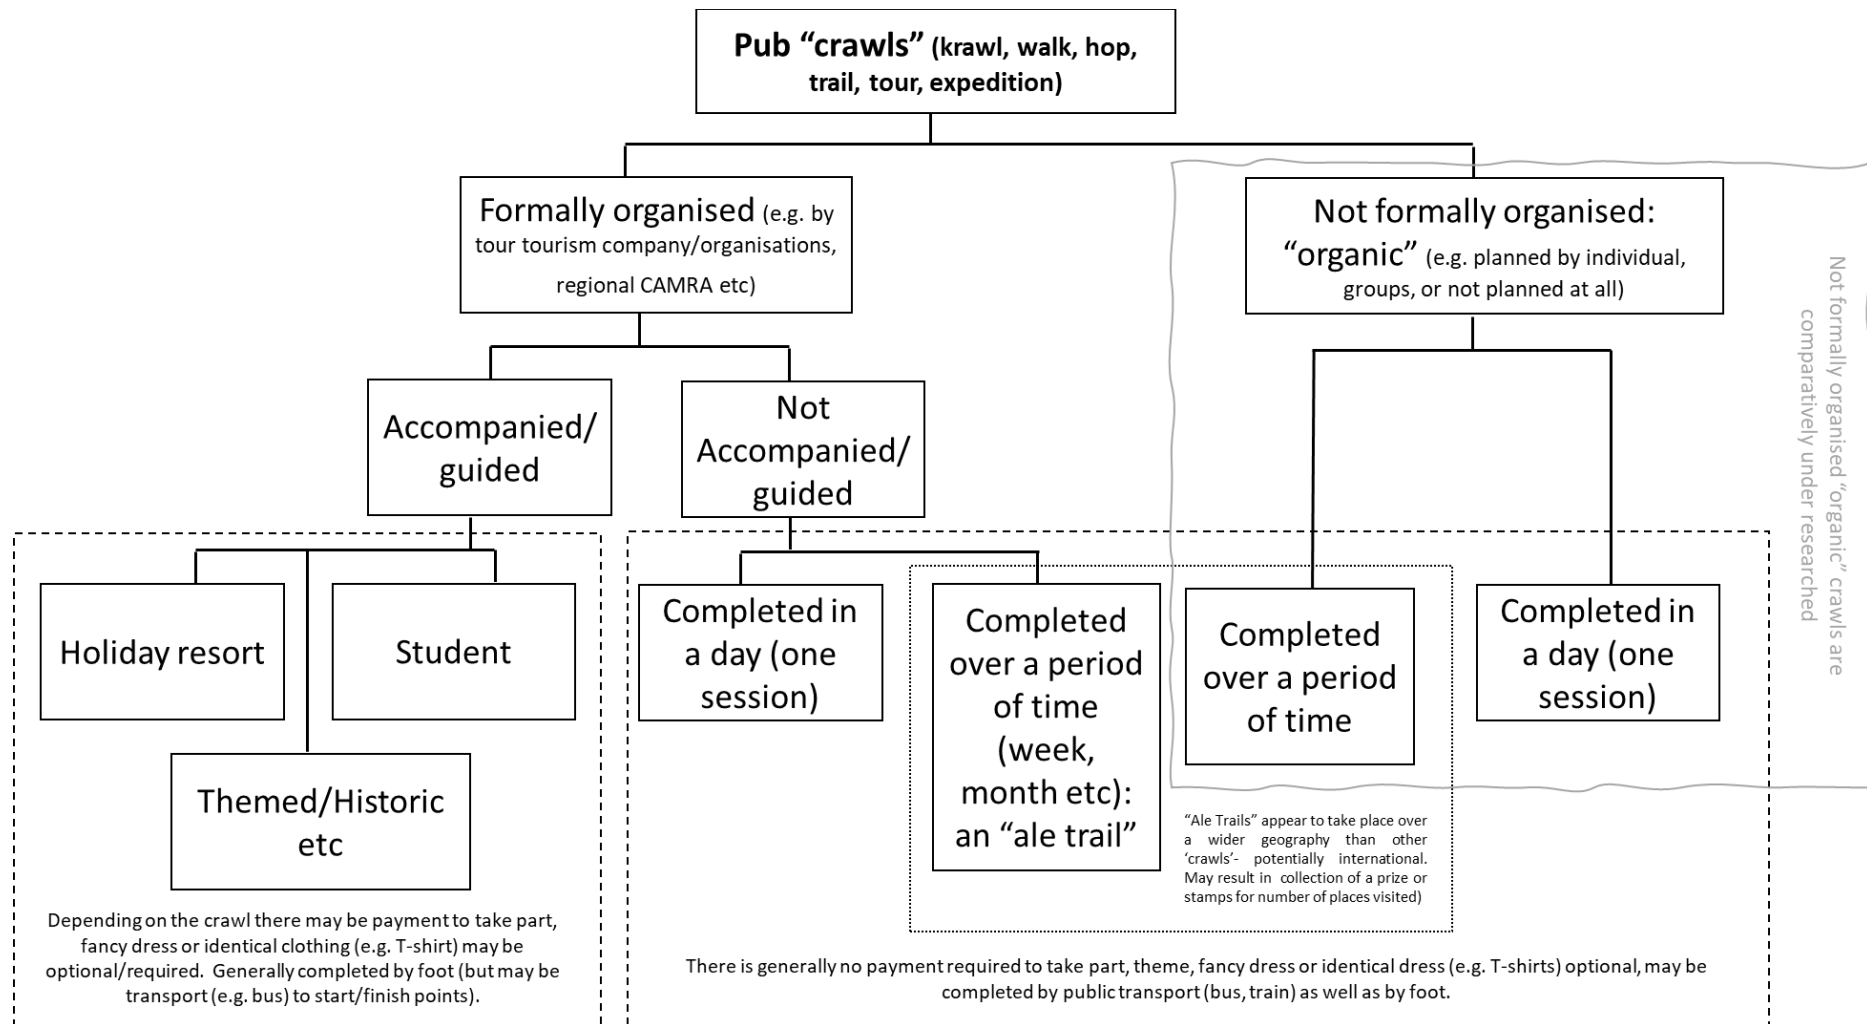 Pub “crawls” (krawl, walk, hop,
trail, tour, expedition)
Formally organised (e.g. by
tour tourism company/organisations,
regional CAMRA etc)
Not formally organised:
“organic” (e.g. planned by individual,
groups, or not planned at all)
Not formally organised “organic” crawls are
comparatively under researched
Accompanied/
guided
Not
Accompanied/
guided
Holiday resort
Student
Themed/Historic
etc
Completed in
a day (one
session)
Completed
over a period
of time
(week,
month etc):
an “ale trail”
Completed
over a period
of time
Completed in
a day (one
session)
“Ale Trails” appear to take place over
a wider geography than other
‘crawls’- potentially international.
May result in collection of a prize or
stamps for number of places visited)
Depending on the crawl there may be payment to take part,
fancy dress or identical clothing (e.g. T-shirt) may be
optional/required. Generally completed by foot (but may be
transport (e.g. bus) to start/finish points).
There is generally no payment required to take part, theme, fancy dress or identical dress (e.g. T-shirts) optional, may be
completed by public transport (bus, train) as well as by foot.